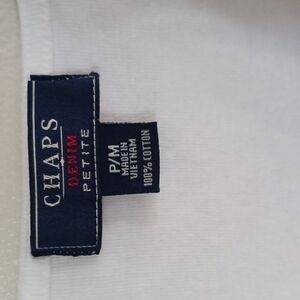 CHAPS
DENIM
PETITE
P/M
MADE IN
VIETNAM
100% COTTON